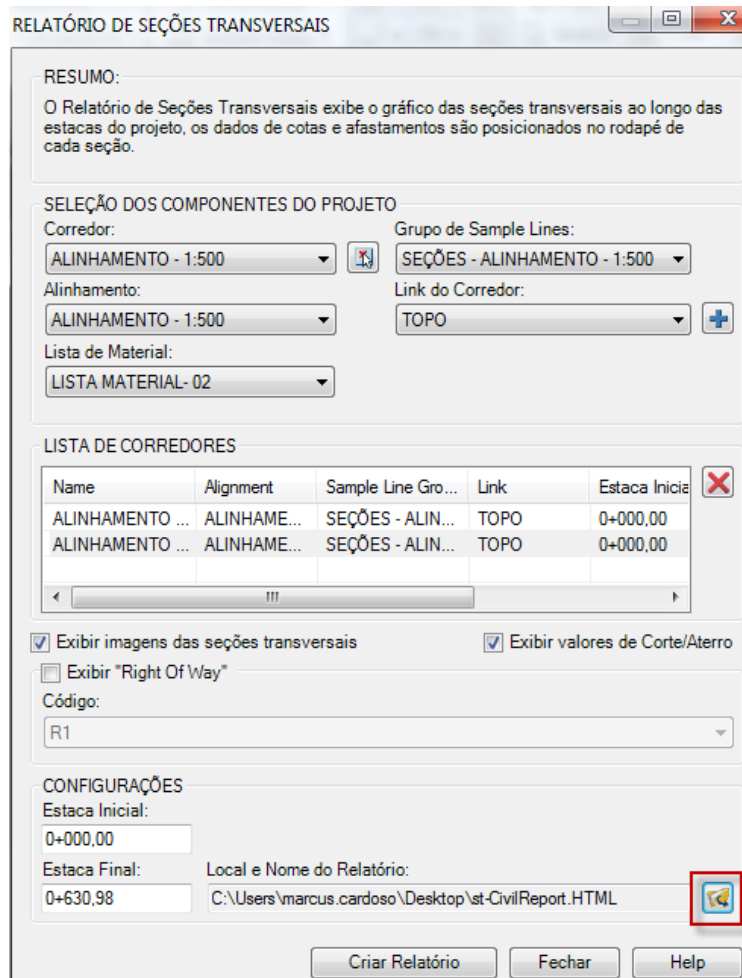 RELATÓRIO DE SEÇÕES TRANSVERSAIS
RESUMO:
O Relatório de Seções Transversais exibe o gráfico das seções transversais ao longo das
estacas do projeto, os dados de cotas e afastamentos são posicionados no rodapé de
cada seção.
SELEÇÃO DOS COMPONENTES DO PROJETO
Corredor: Grupo de Sample Lines:
ALINHAMENTO - 1:500 SEÇÕES - ALINHAMENTO - 1:500
Alinhamento: Link do Corredor:
ALINHAMENTO - 1:500 TOPO
Lista de Material:
LISTA MATERIAL- 02
LISTA DE CORREDORES
Name Alignment Sample Line Gro... Link Estaca Inicia
ALINHAMENTO ... ALINHAME... SEÇÕES - ALIN... TOPO 0+000,00
ALINHAMENTO ... ALINHAME... SEÇÕES - ALIN... TOPO 0+000,00
Exibir imagens das seções transversais Exibir valores de Corte/Aterro
Exibir "Right Of Way"
Código:
R1
CONFIGURAÇÕES
Estaca Inicial:
0+000,00
Estaca Final: Local e Nome do Relatório:
0+630,98 C:\Users\marcus.cardoso\Desktop\st-CivilReport.HTML
Criar Relatório Fechar Help